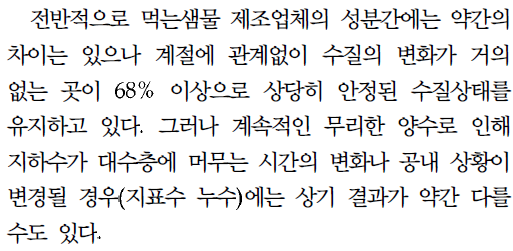 전반적으로 먹는샘물 제조업체의 성분간에는 약간의
차이는 있으나 계절에 관계없이 수질의 변화가 거의
없는 곳이 68% 이상으로 상당히 안정된 수질상태를
유지하고 있다. 그러나 계속적인 무리한 양수로 인해
지하수가 대수층에 머무는 시간의 변화나 공내 상황이
변경될 경우(지표수 누수)에는 상기 결과가 약간 다를
수도 있다.